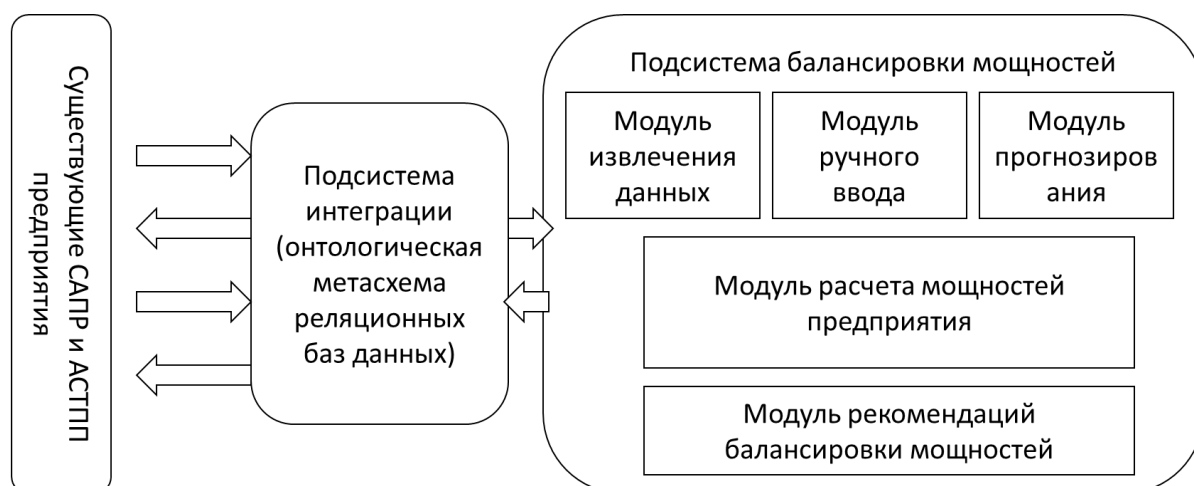 Существующие САПР и АСТПП
предприятия
Подсистема
интеграции
(онтологическая
метасхема
реляционных
баз данных)
Подсистема балансировки мощностей
Модуль
извлечения
данных
Модуль
ручного
ввода
Модуль
прогнозиров
ания
Модуль расчета мощностей
предприятия
Модуль рекомендаций
балансировки мощностей